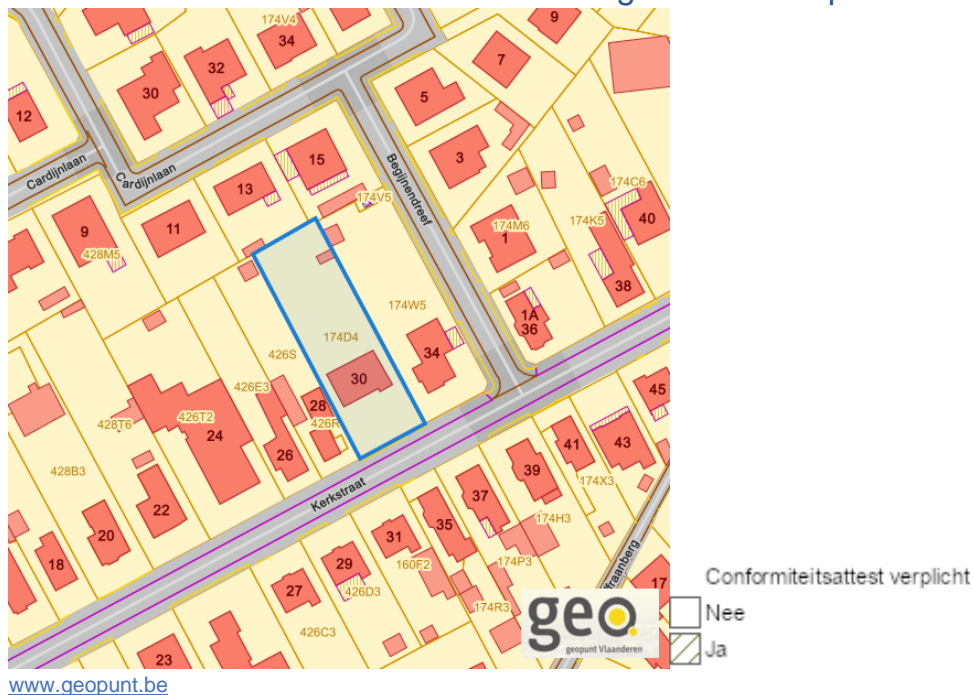 174V4
9
34
32
7
30
5
12
15
3
Cardijnlaan
Cardijnlaan
13
Begijnendreef
174C6
174V5
11
174K5
40
9
174M6
1
428M5
38
174W5
1A
36
174D4
426S
34
30
426E3
45
28
426R
428T6
426T2
24
41
43
26
428B3
39
174X3
Kerkstraat
37
22
174H3
35
20
31
18
29
160F2
174P3
17
27
426D3
174R3
426C3
23
geo.
geopunt Vlaanderen
Conformiteitsattest verplicht
Nee
Ja
www.geopunt.be